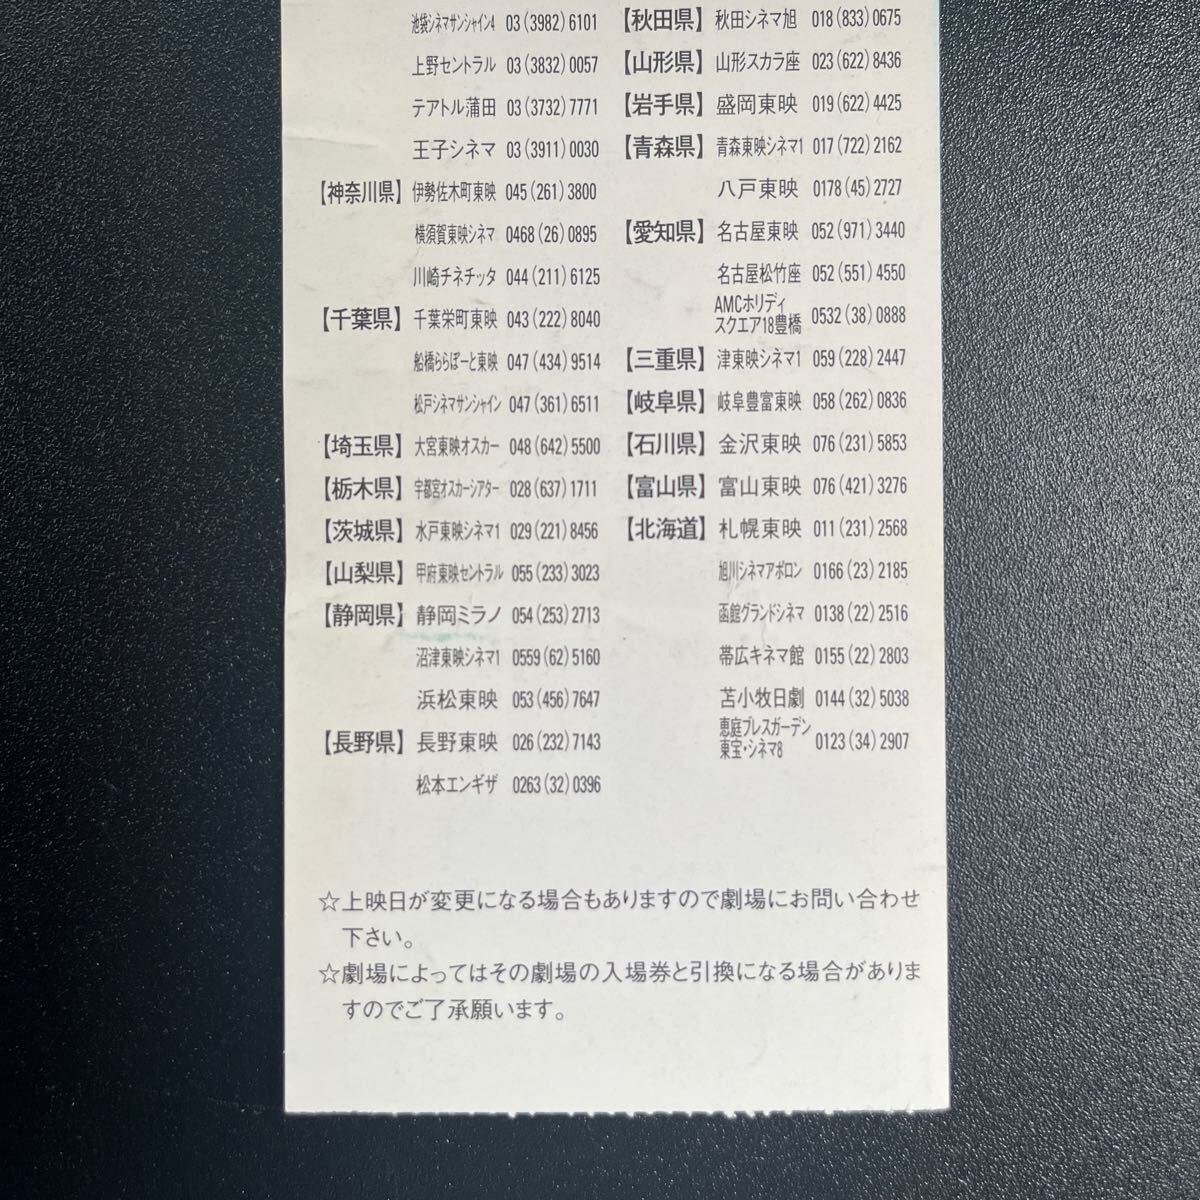 池袋シネマサンシャイン4 03(3982)6101
上野セントラル 03(3832)0057
テアトル蒲田 03(3732)7771
王子シネマ 03(3911)0030
【神奈川県】 伊勢佐木町東映 045(261)3800
横須賀東映シネマ 0468(26)0895
川崎チネチッタ 044(211)6125
【千葉県】 千葉栄町東映 043(222)8040
船橋ららぽーと東映 047(434)9514
松戸シネマサンシャイン 047(361)6511
【埼玉県】 大宮東映オスカー 048(642)5500
【栃木県】 宇都宮オスカーシアター 028(637)1711
【茨城県】 水戸東映シネマ1 029(221)8456
【山梨県】 甲府東映セントラル 055(233)3023
【静岡県】 静岡ミラノ 054(253)2713
沼津東映シネマ1 0559(62)5160
浜松東映 053(456)7647
【長野県】 長野東映 026(232)7143
松本エンギザ 0263(32)0396
【秋田県】 秋田シネマ旭 018(833)0675
【山形県】 山形スカラ座 023(622)8436
【岩手県】 盛岡東映 019(622)4425
【青森県】 青森東映シネマ1 017(722)2162
八戸東映 0178(45)2727
【愛知県】 名古屋東映 052(971)3440
名古屋松竹座 052(551)4550
AMCホリディ
スクエア18豊橋 0532(38)0888
【三重県】 津東映シネマ1 059(228)2447
【岐阜県】 岐阜豊富東映 058(262)0836
【石川県】 金沢東映 076(231)5853
【富山県】 富山東映 076(421)3276
【北海道】 札幌東映 011(231)2568
旭川シネマアポロン 0166(23)2185
函館グランドシネマ 0138(22)2516
帯広キネマ館 0155(22)2803
苫小牧日劇 0144(32)5038
恵庭プレスガーデン
東宝・シネマ8 0123(34)2907
☆上映日が変更になる場合もありますので劇場にお問い合わせ
下さい。
☆劇場によってはその劇場の入場券と引換になる場合がありま
すのでご了承願います。